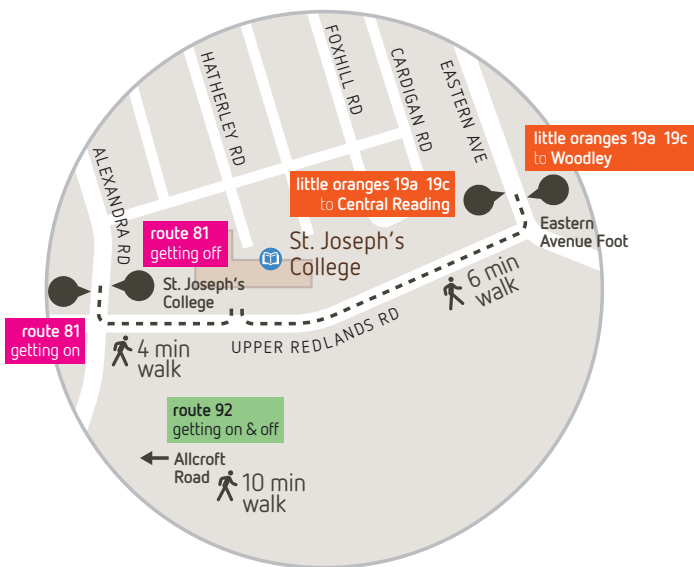 FOXHILL RD
CARDIGAN RD
HATHERLEY RD
EASTERN AVE
ALEXANDRA RD
little oranges 19a 19c
to Woodley
little oranges 19a 19c
to Central Reading
Eastern
Avenue Foot
route 81
getting off
St. Joseph's
College
St. Joseph's
College
6 min
walk
route 81
getting on
4 min
walk
UPPER REDLANDS RD
route 92
getting on & off
Allcroft
Road
10 min
walk